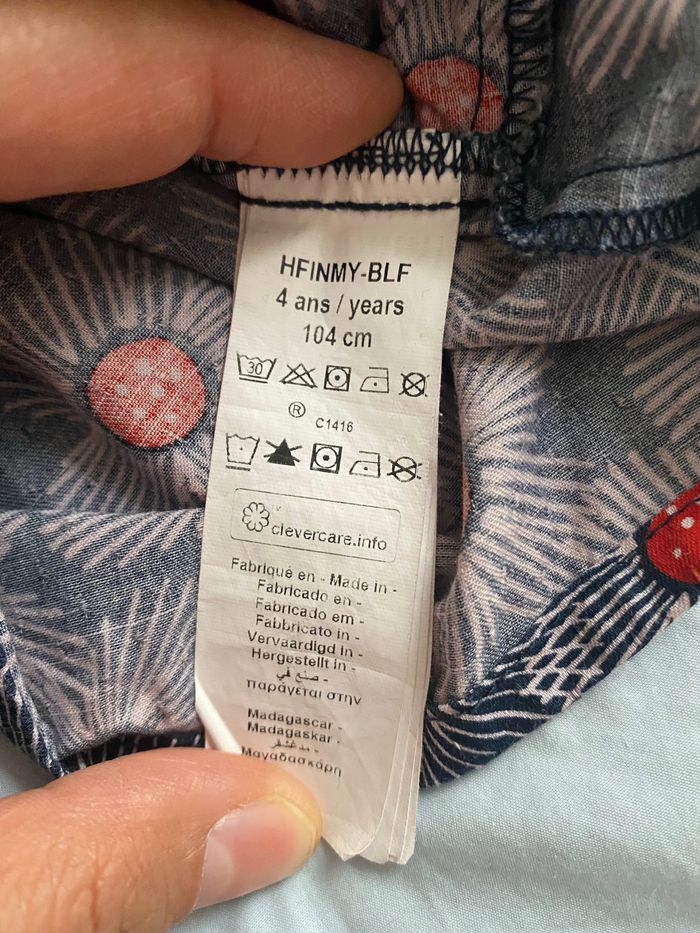 HFINMY-BLF
4 ans / years
104 cm
30
®
C1416
TM
clevercare.info
Fabriqué en - Made in -
Fabricado en -
Fabricado em -
Fabbricato in -
Vervaardigd in -
Hergestellt in -
صنع في -
παράγεται στην
Madagascar -
Madagaskar -
مدغشقر -
Μαγαδασκάρη